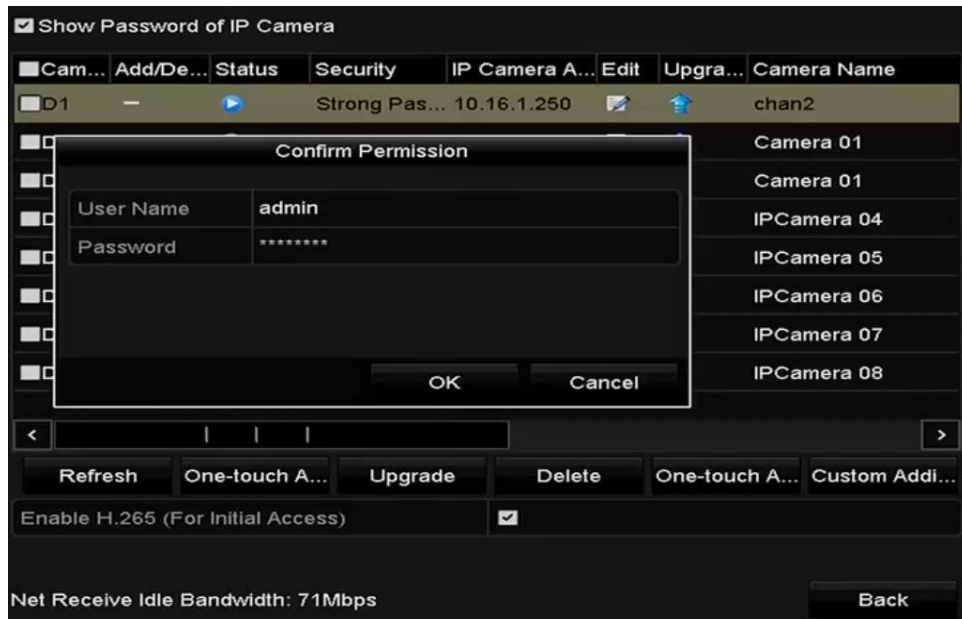 Show Password of IP Camera
Cam... Add/De... Status Security IP Camera A... Edit Upgra... Camera Name
D1 Strong Pas... 10.16.1.250 chan2
Camera 01
Confirm Permission
Camera 01
User Name admin
IPCamera 04
Password ********
IPCamera 05
IPCamera 06
IPCamera 07
OK Cancel
IPCamera 08
Refresh One-touch A... Upgrade Delete One-touch A... Custom Addi...
Enable H.265 (For Initial Access)
Net Receive Idle Bandwidth: 71Mbps Back